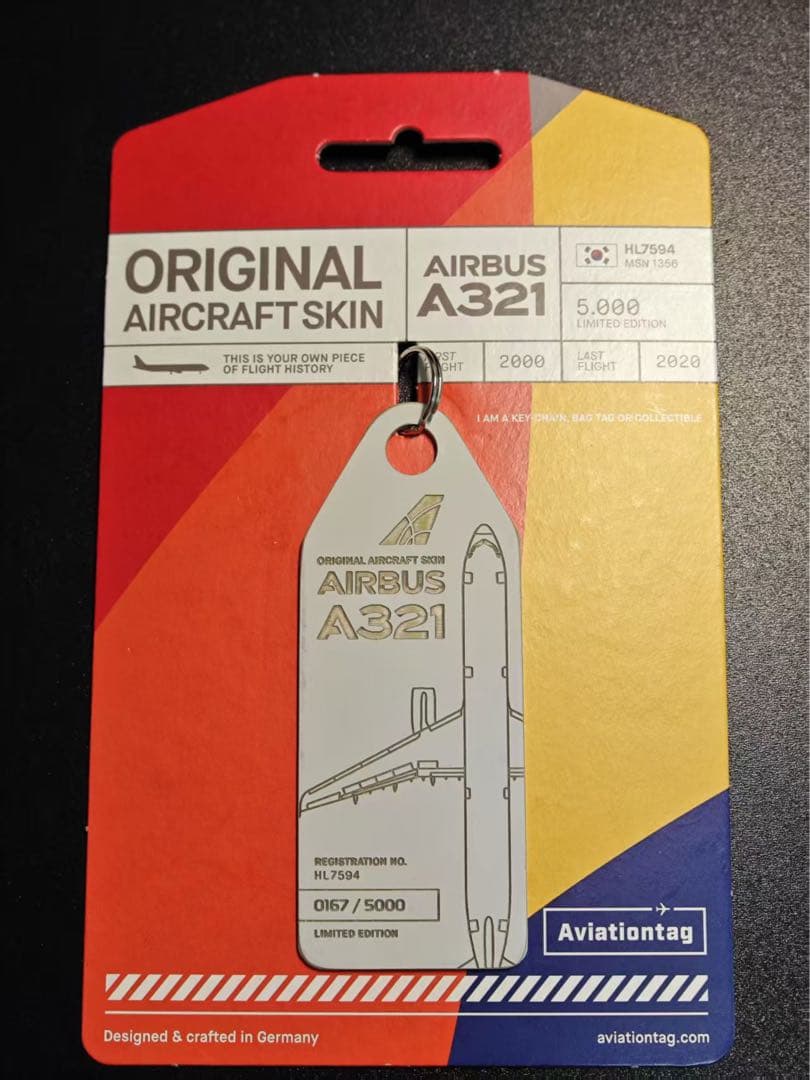 ORIGINAL
AIRCRAFT SKIN
AIRBUS
A321
HL7594
MSN 1356
5.000
LIMITED EDITION
THIS IS YOUR OWN PIECE
OF FLIGHT HISTORY
2000
LAST
FLIGHT
2020
I AM A KEY CHAIN, BAG TAG OR COLLECTIBLE
ORIGINAL AIRCRAFT SKIN
AIRBUS
A321
REGISTRATION NO.
HL7594
0167 / 5000
LIMITED EDITION
Aviationtag
Designed & crafted in Germany
aviationtag.com